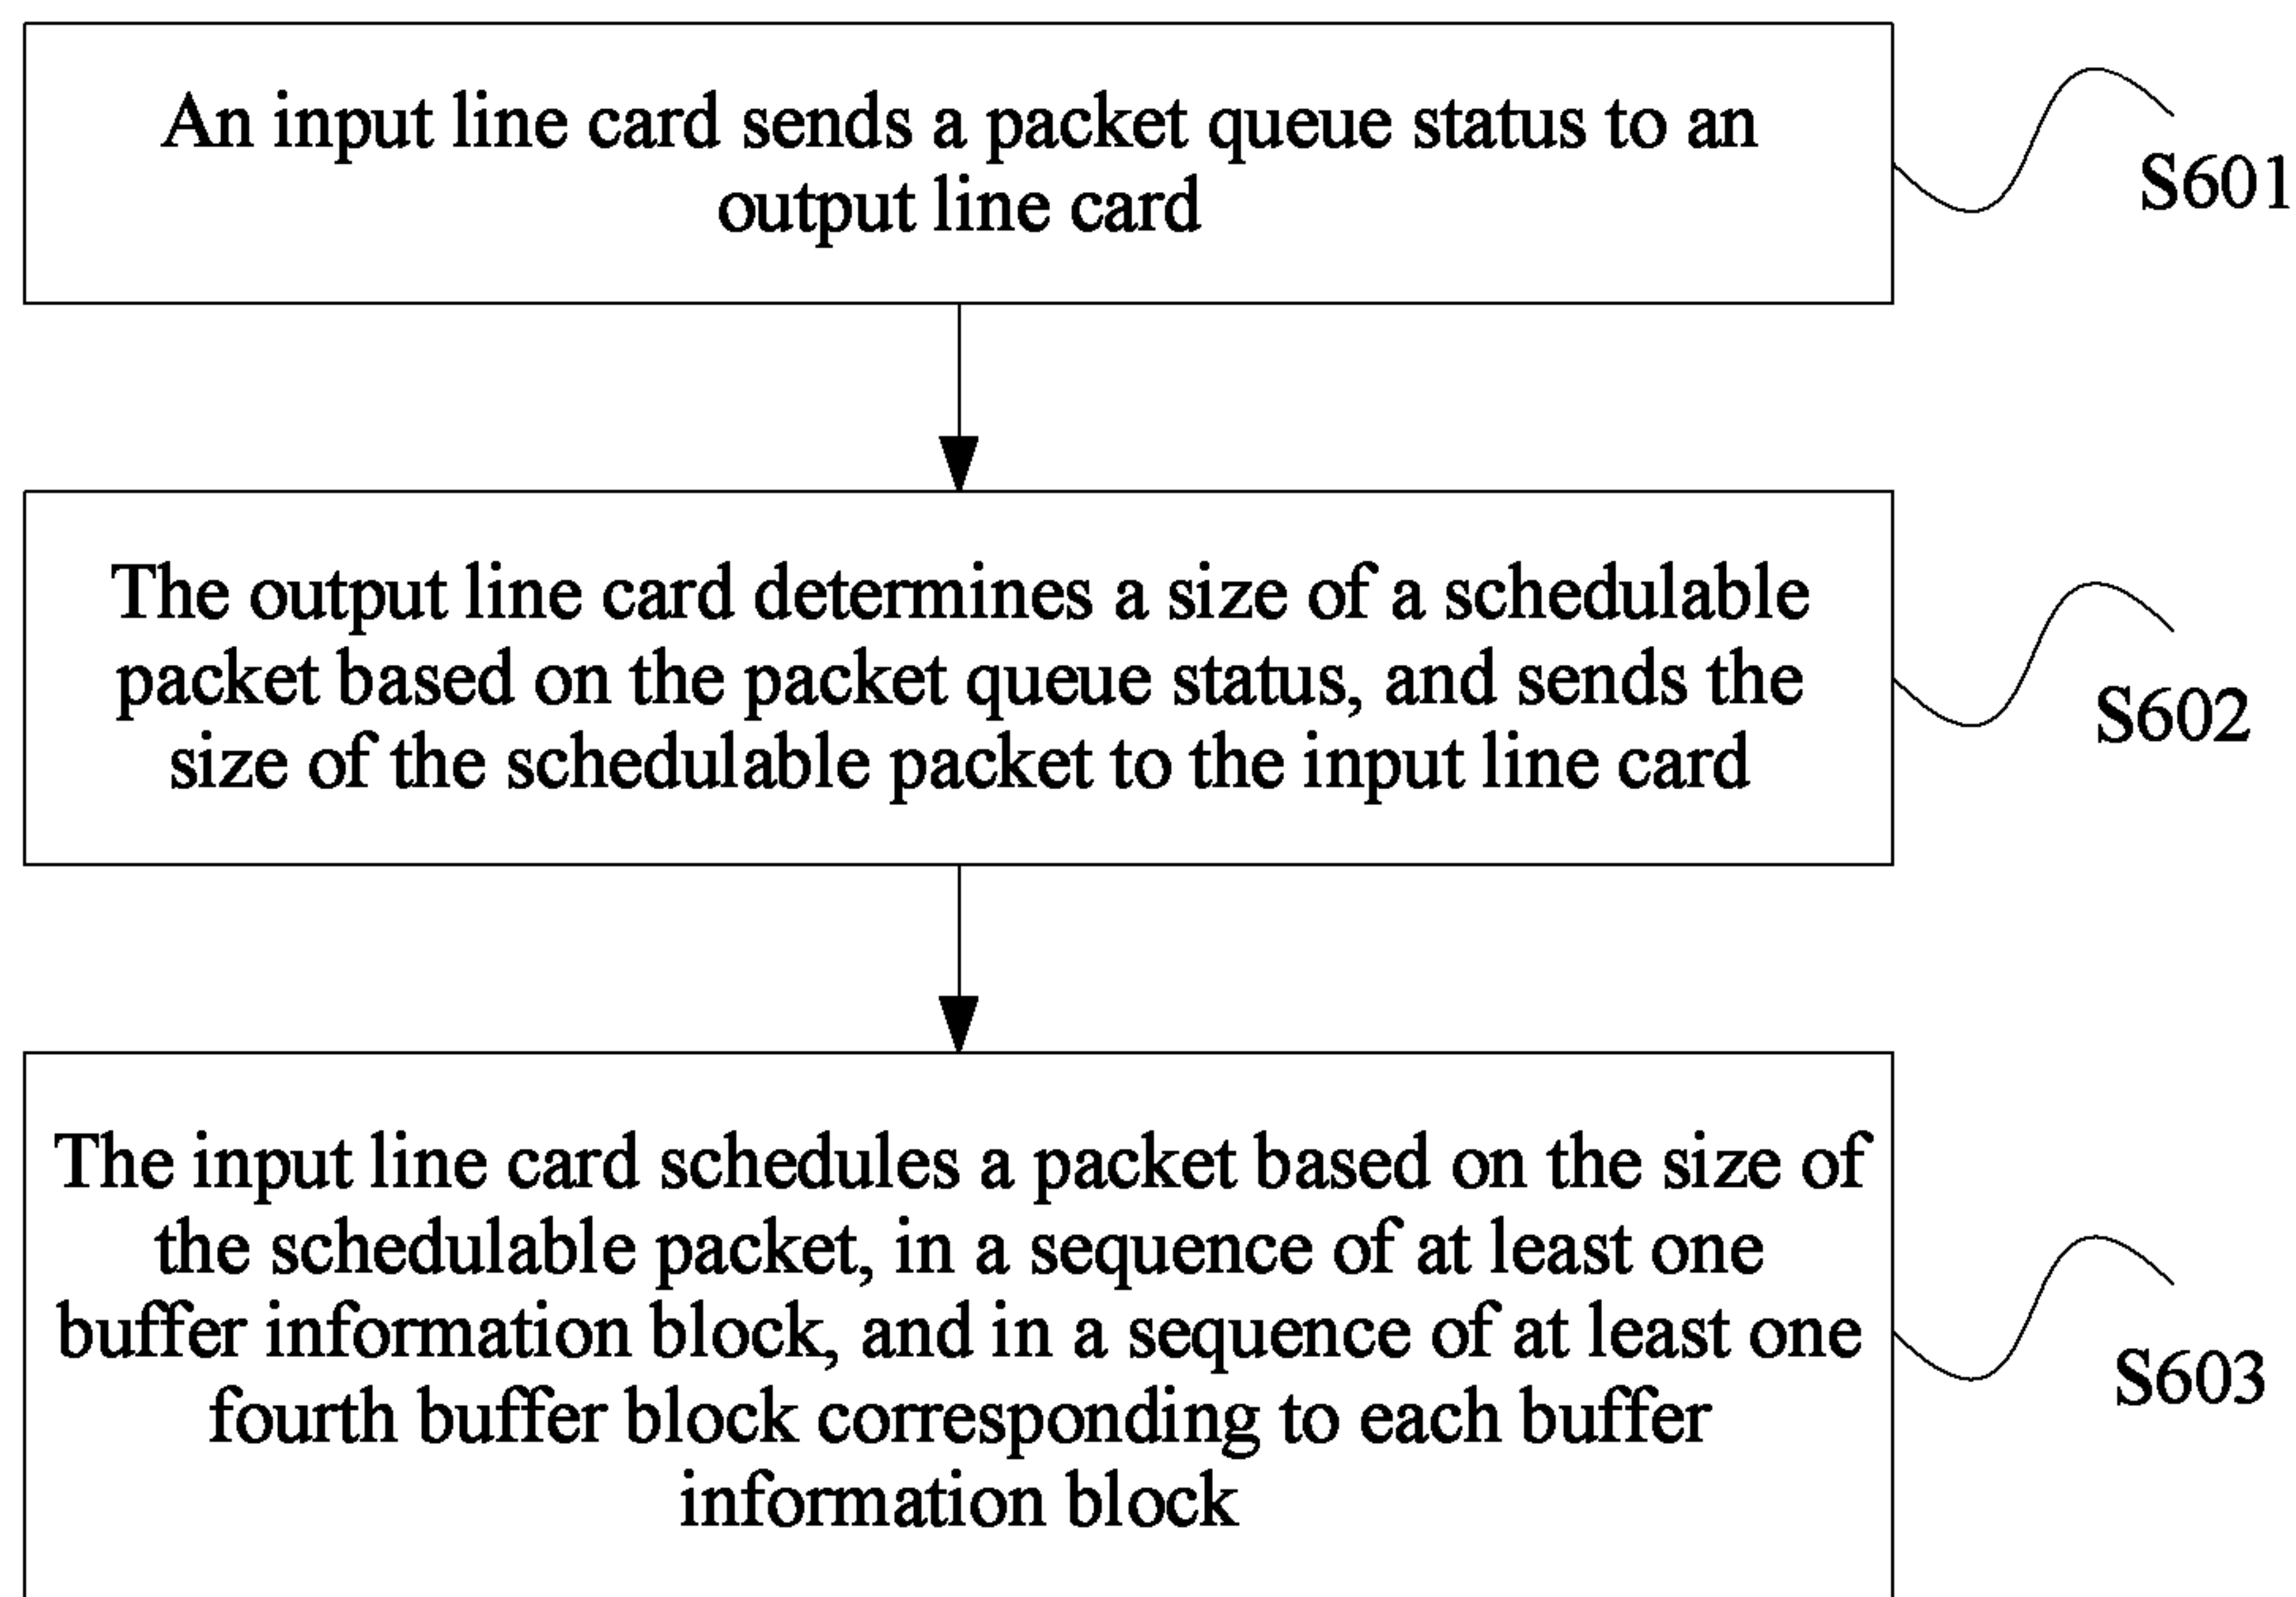 An input line card sends a packet queue status to an
output line card
S601
The output line card determines a size of a schedulable
packet based on the packet queue status, and sends the
size of the schedulable packet to the input line card
S602
The input line card schedules a packet based on the size of
the schedulable packet, in a sequence of at least one
buffer information block, and in a sequence of at least one
fourth buffer block corresponding to each buffer
information block
S603